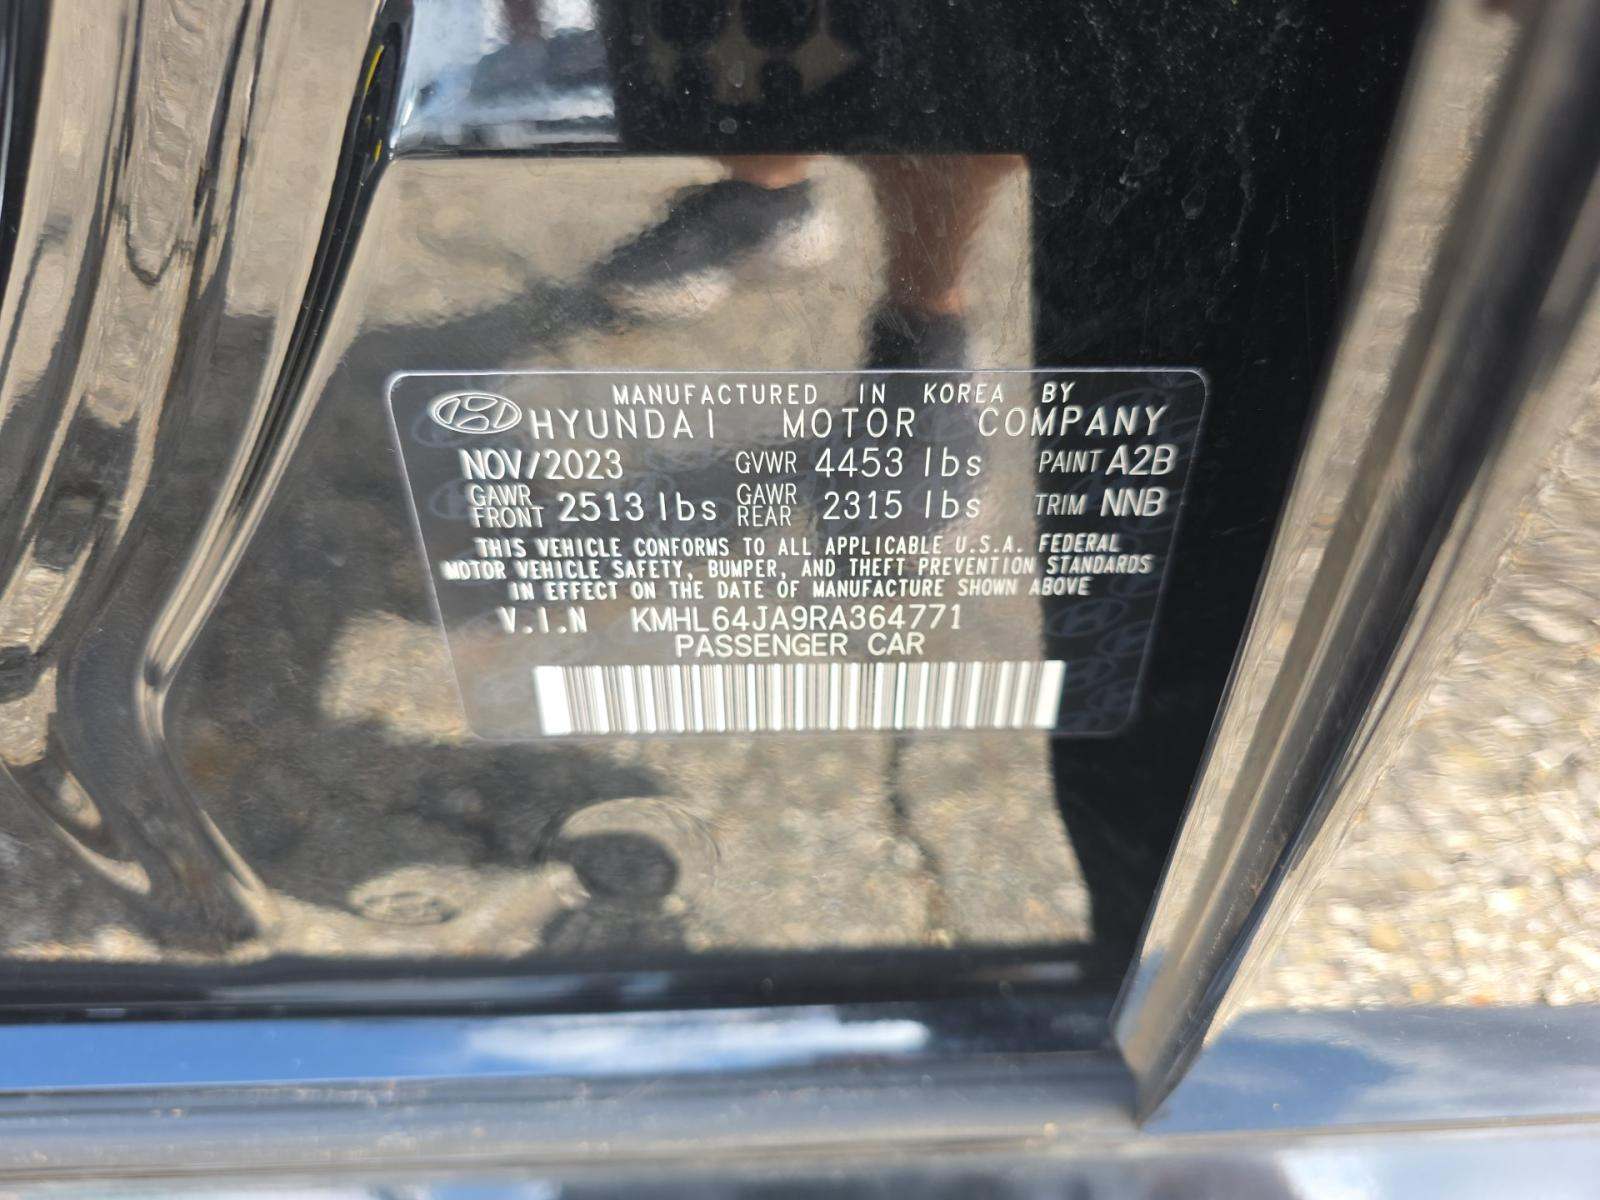 MANUFACTURED IN KOREA BY
HYUNDAI MOTOR COMPANY
NOV/2023 GVWR 4453 lbs PAINT A2B
GAWR FRONT 2513 lbs GAWR REAR 2315 lbs TRIM NNB
THIS VEHICLE CONFORMS TO ALL APPLICABLE U.S.A. FEDERAL
MOTOR VEHICLE SAFETY, BUMPER, AND THEFT PREVENTION STANDARDS
IN EFFECT ON THE DATE OF MANUFACTURE SHOWN ABOVE
V.I.N KMHL64JA9RA364771
PASSENGER CAR